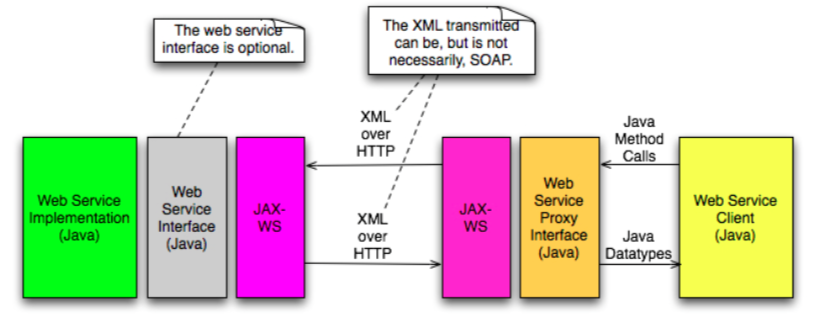 The web service
interface is optional.
The XML transmitted
can be, but is not
necessarily, SOAP.
XML
over
HTTP
Java
Method
Calls
Web Service
Implementation
(Java)
Web
Service
Interface
(Java)
JAX-
WS
XML
over
HTTP
JAX-
WS
Web
Service
Proxy
Interface
(Java)
Java
Datatypes
Web Service
Client
(Java)